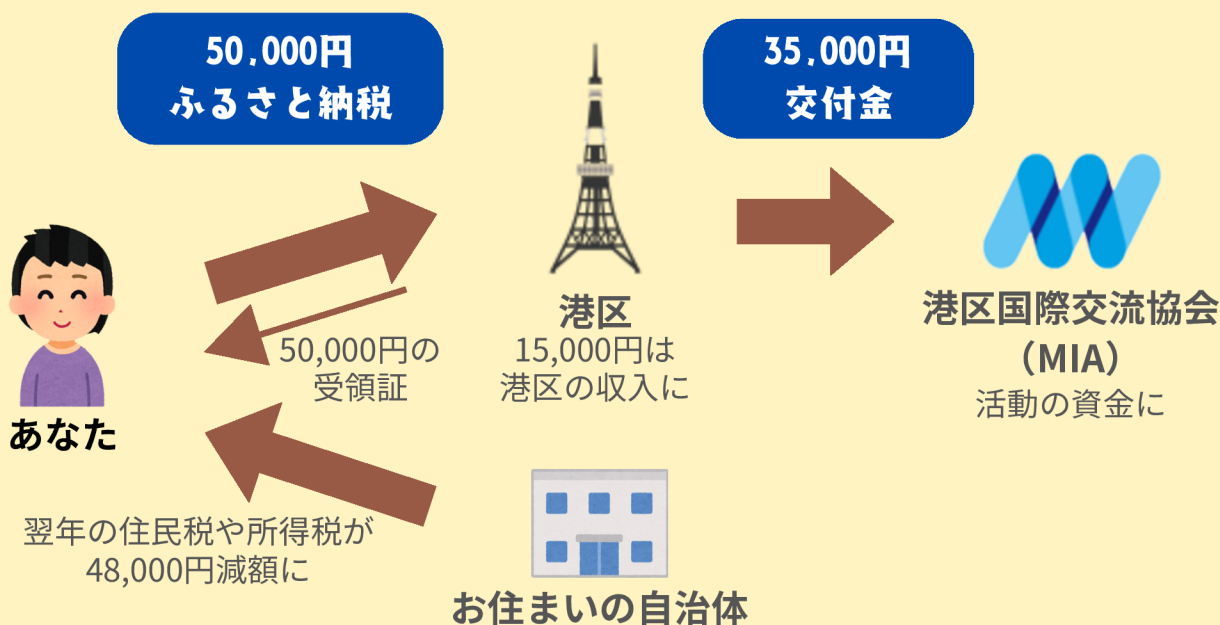 50.000円
ふるさと納税
35.000円
交付金
港区
15,000円は
港区の収入に
50,000円の
受領証
港区国際交流協会
（MIA）
活動の資金に
あなた
翌年の住民税や所得税が
48,000円減額に
お住まいの自治体